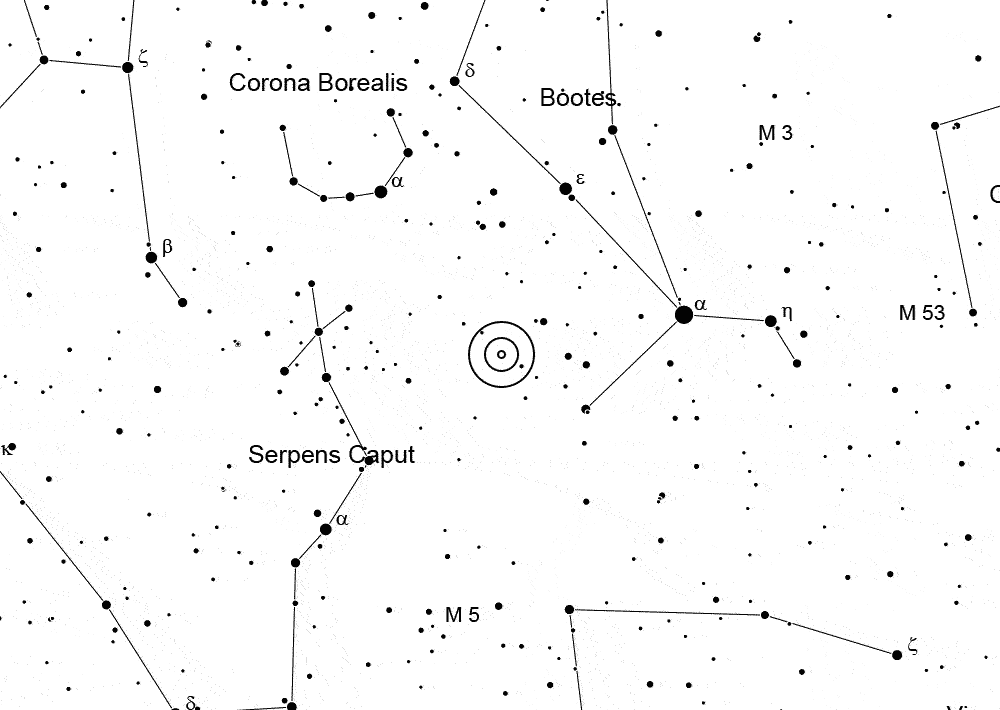 ζ
δ
Corona Borealis
Bootes
M 3
α
ε
β
α
η
M 53
κ
Serpens Caput
α
M 5
ζ
δ